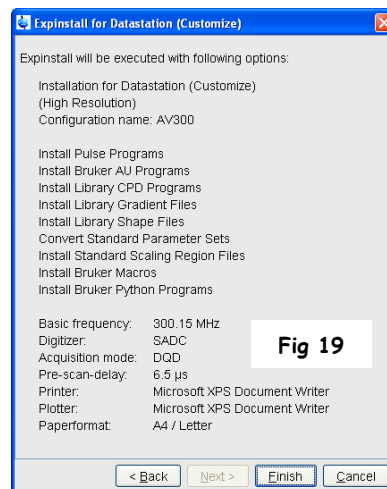 Expinstall for Datastation (Customize)
Expinstall will be executed with following options:
Installation for Datastation (Customize)
(High Resolution)
Configuration name: AV300
Install Pulse Programs
Install Bruker AU Programs
Install Library CPD Programs
Install Library Gradient Files
Install Library Shape Files
Convert Standard Parameter Sets
Install Standard Scaling Region Files
Install Bruker Macros
Install Bruker Python Programs
Basic frequency: 300.15 MHz
Digitizer: SADC
Acquisition mode: DQD
Pre-scan-delay: 6.5 µs
Printer: Microsoft XPS Document Writer
Plotter: Microsoft XPS Document Writer
Paperformat: A4 / Letter
Fig 19
< Back Next > Finish Cancel